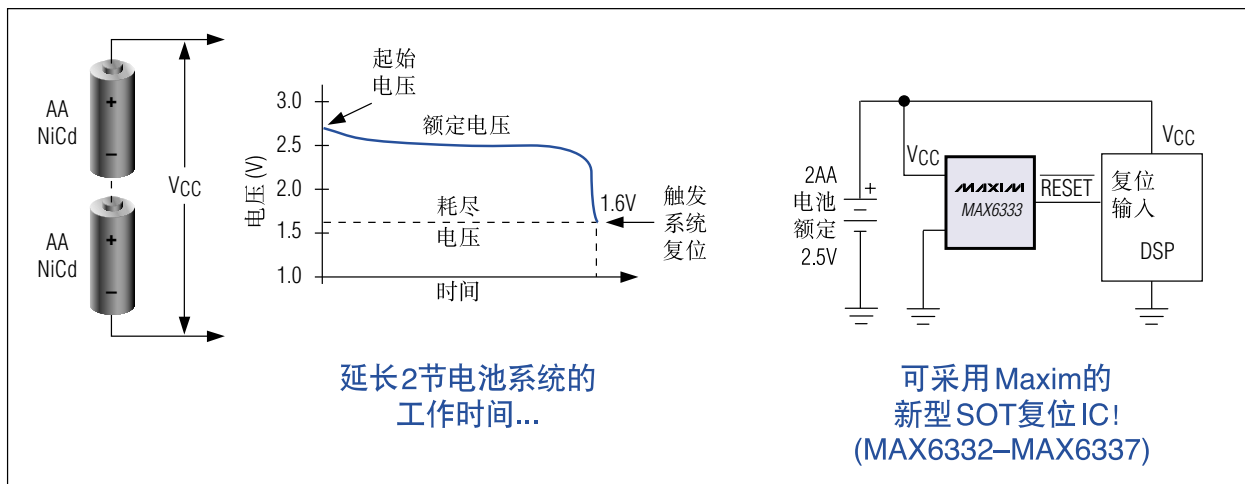 AA
NiCd
+
–
AA
NiCd
+
–
VCC
起始
电压
3.0
2.5
2.0
1.5
1.0
电压 (V)
额定电压
耗尽
电压
1.6V
触发
系统
复位
时间
延长2节电池系统的
工作时间...
2AA
电池
额定
2.5V
+
VCC
MAXIM
MAX6333
RESET
VCC
复位
输入
DSP
可采用Maxim的
新型SOT复位IC!
(MAX6332–MAX6337)